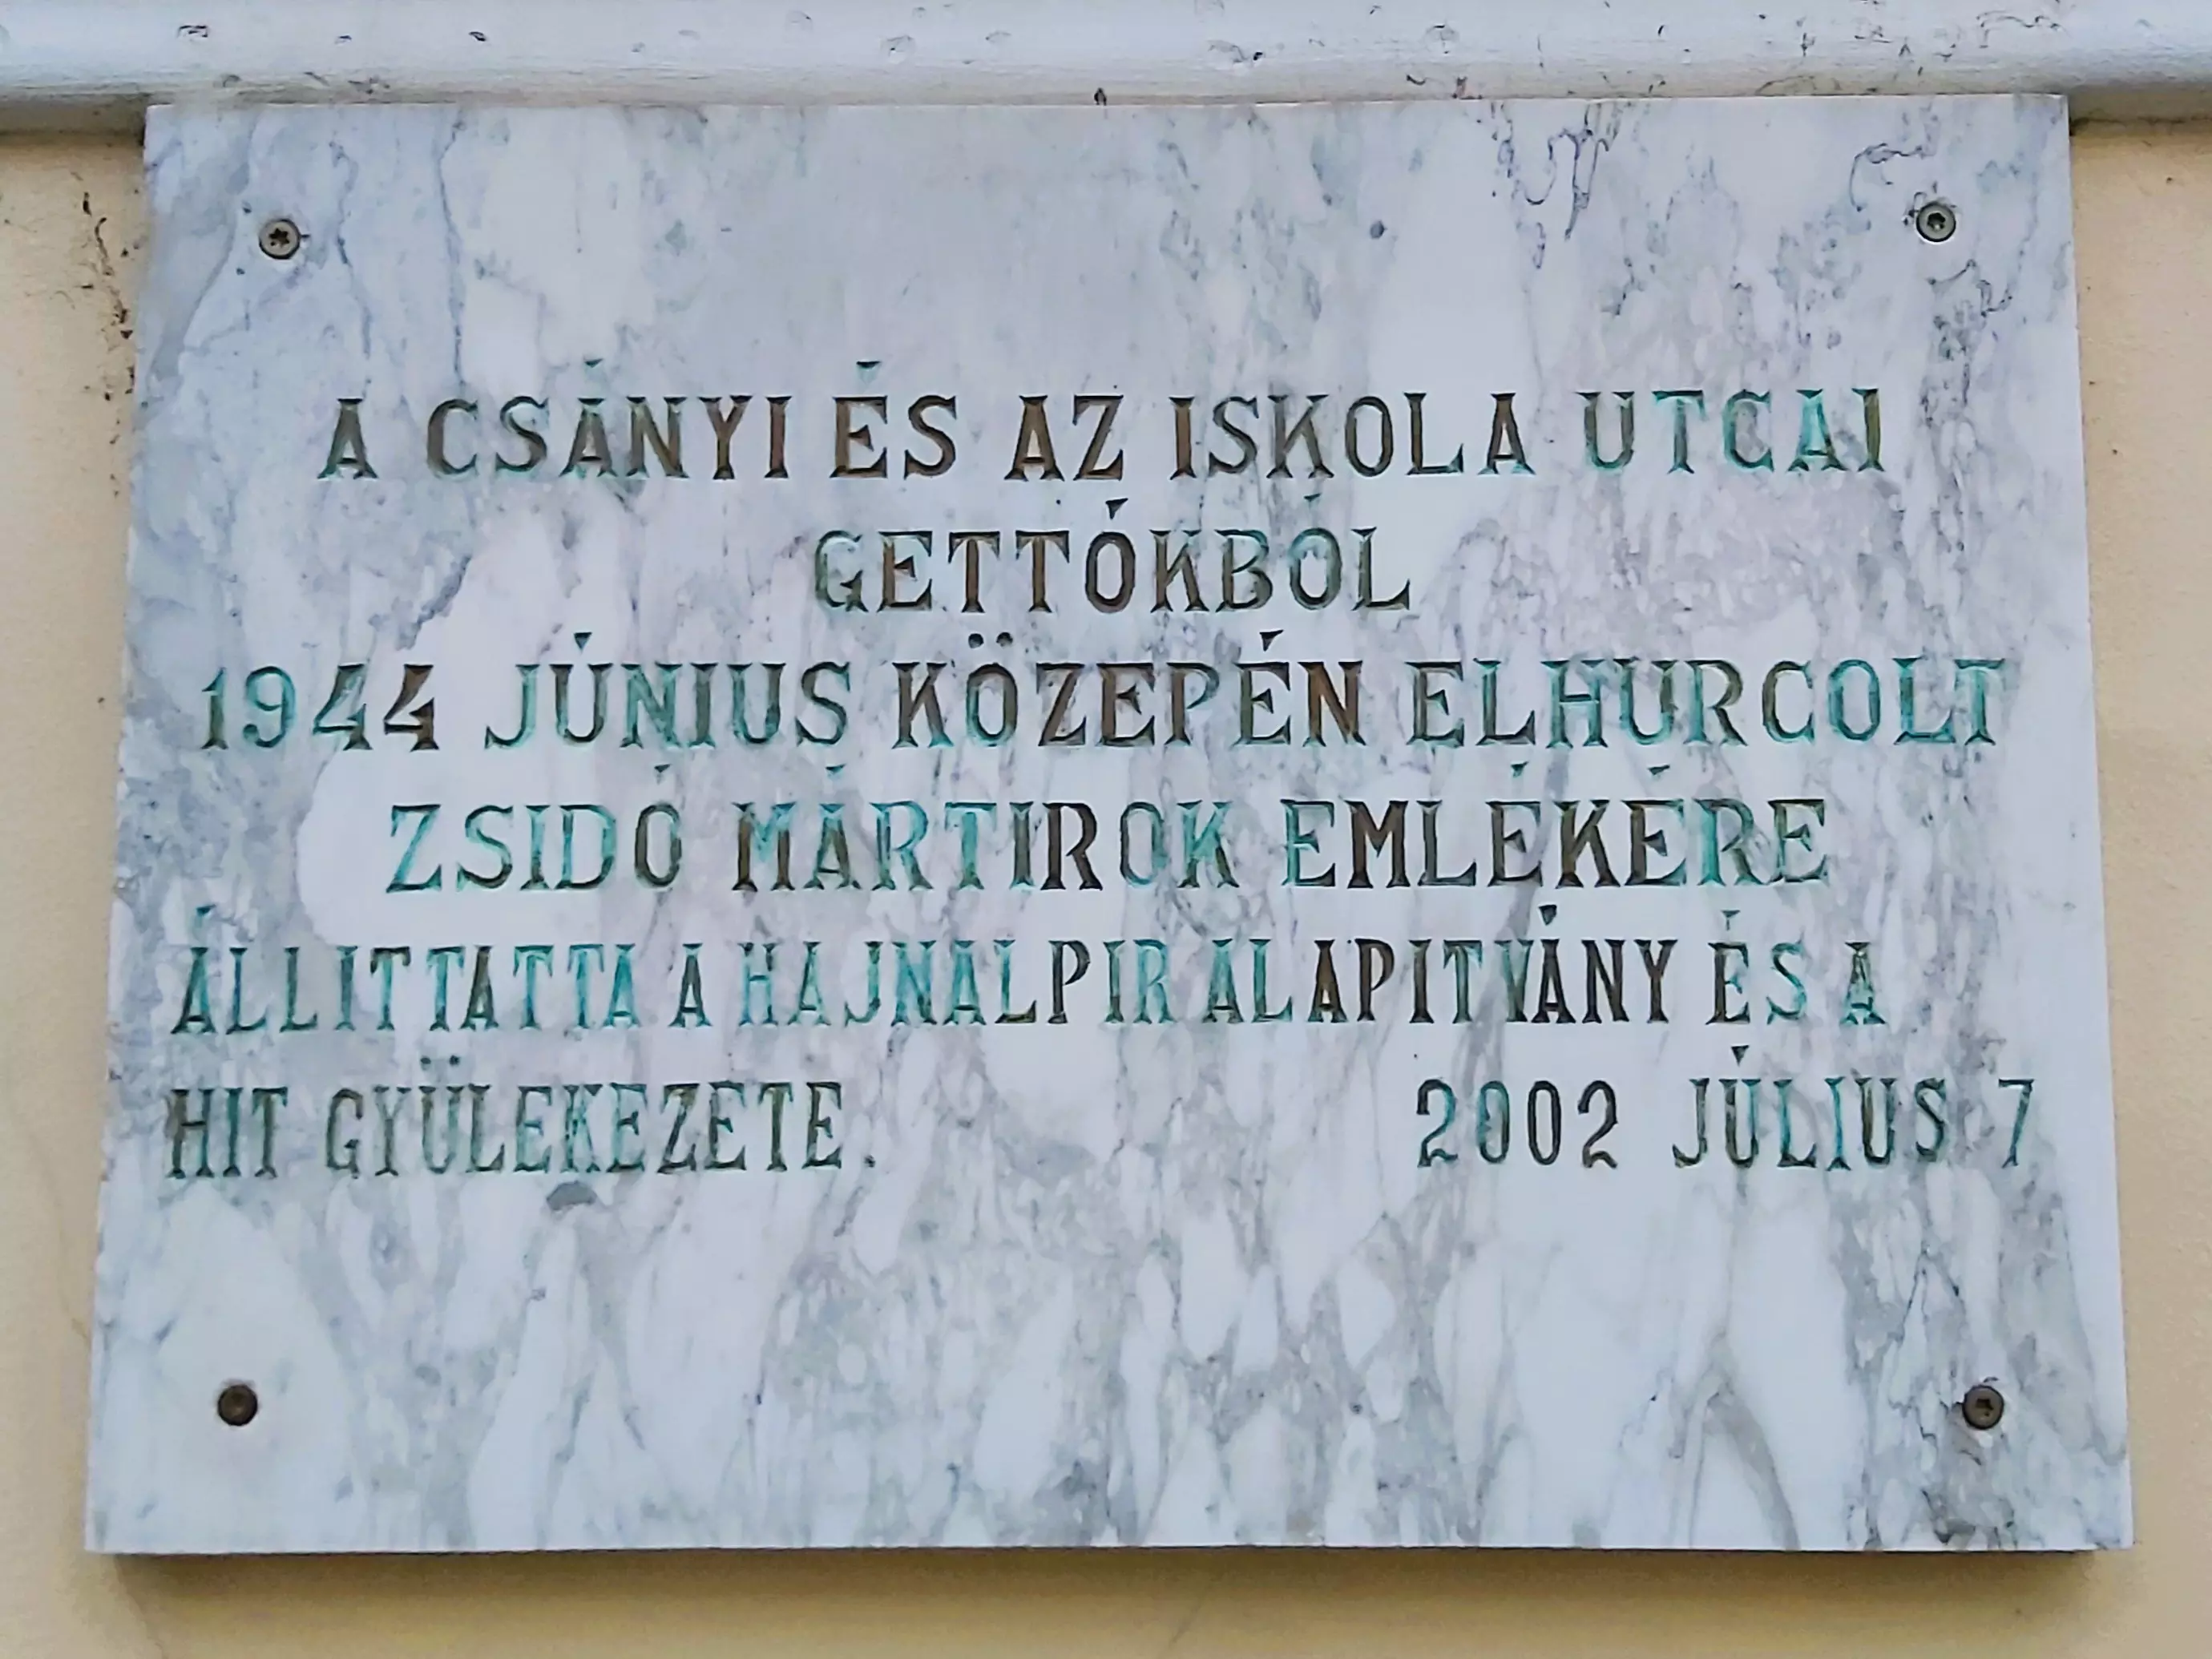 A CSÁNYI ÉS AZ ISKOLA UTCAI
GETTÓKBÓL
1944 JÚNIUS KÖZEPÉN ELHURCOLT
ZSIDÓ MÁRTIROK EMLÉKÉRE
ÁLLITTATTA A HAJNALPIR ALAPITVÁNY ÉS A
HIT GYÜLEKEZETE. 2002 JÚLIUS 7